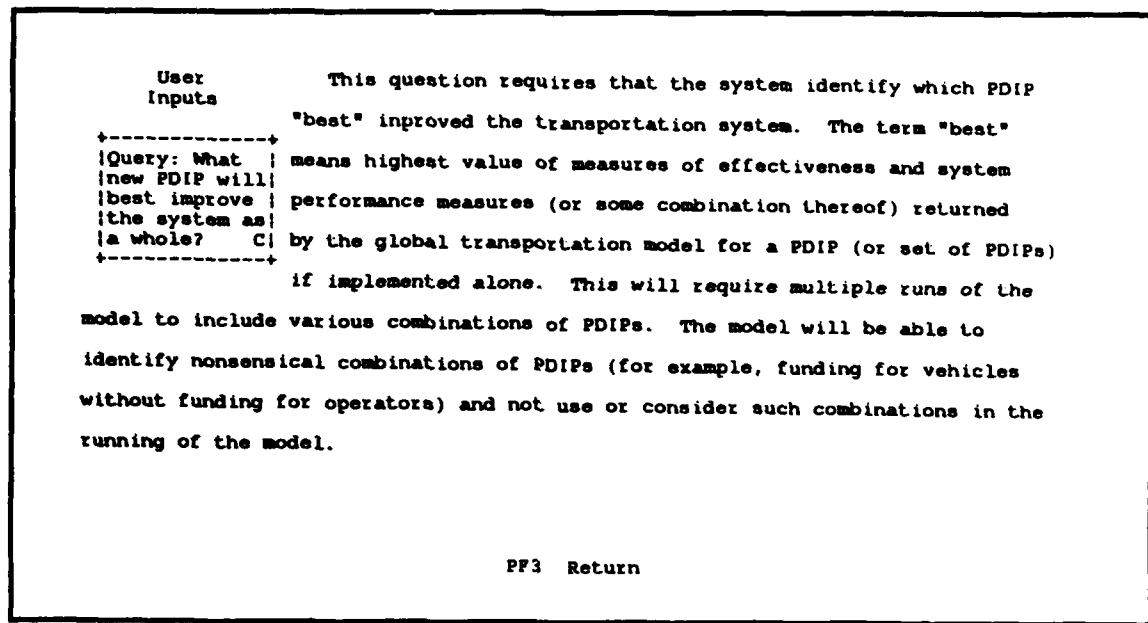 User
Inputs
+-------------+
|Query: What |
|new PDIP will|
|best improve |
|the system as|
|a whole? C|
+-------------+
This question requires that the system identify which PDIP
"best" inproved the transportation system. The term "best"
means highest value of measures of effectiveness and system
performance measures (or some combination thereof) returned
by the global transportation model for a PDIP (or set of PDIPs)
if implemented alone. This will require multiple runs of the
model to include various combinations of PDIPs. The model will be able to
identify nonsensical combinations of PDIPs (for example, funding for vehicles
without funding for operators) and not use or consider such combinations in the
running of the model.
PF3 Return